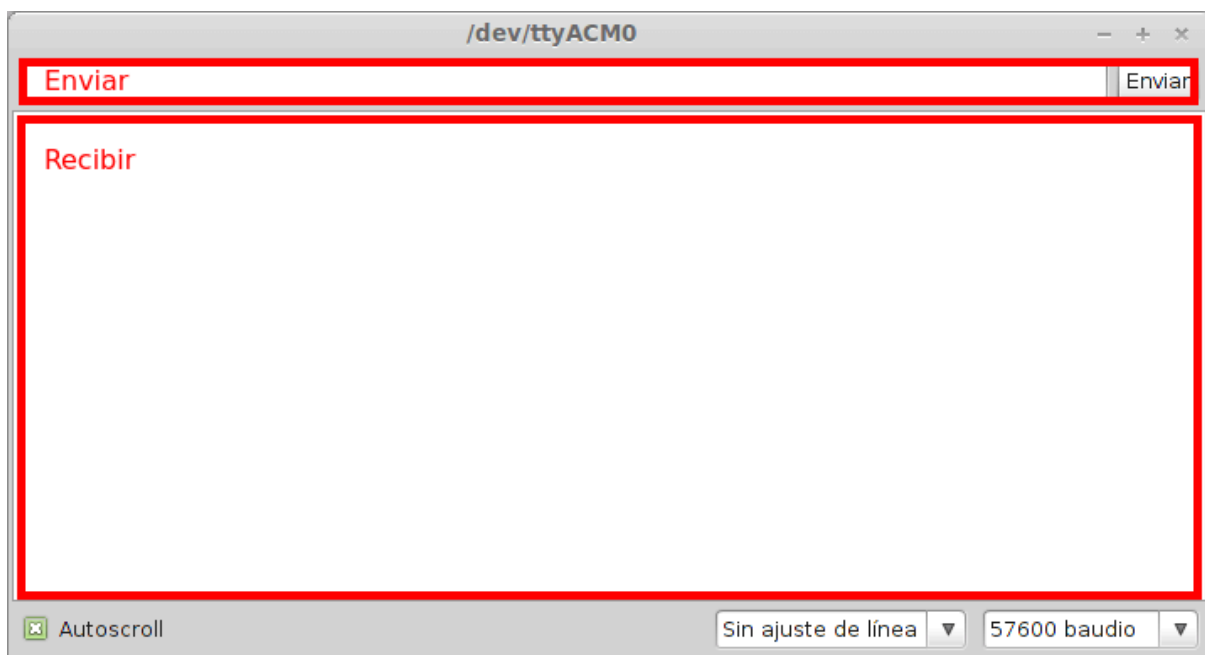 /dev/ttyACM0
Enviar Enviar
Recibir
Autoscroll Sin ajuste de línea 57600 baudio